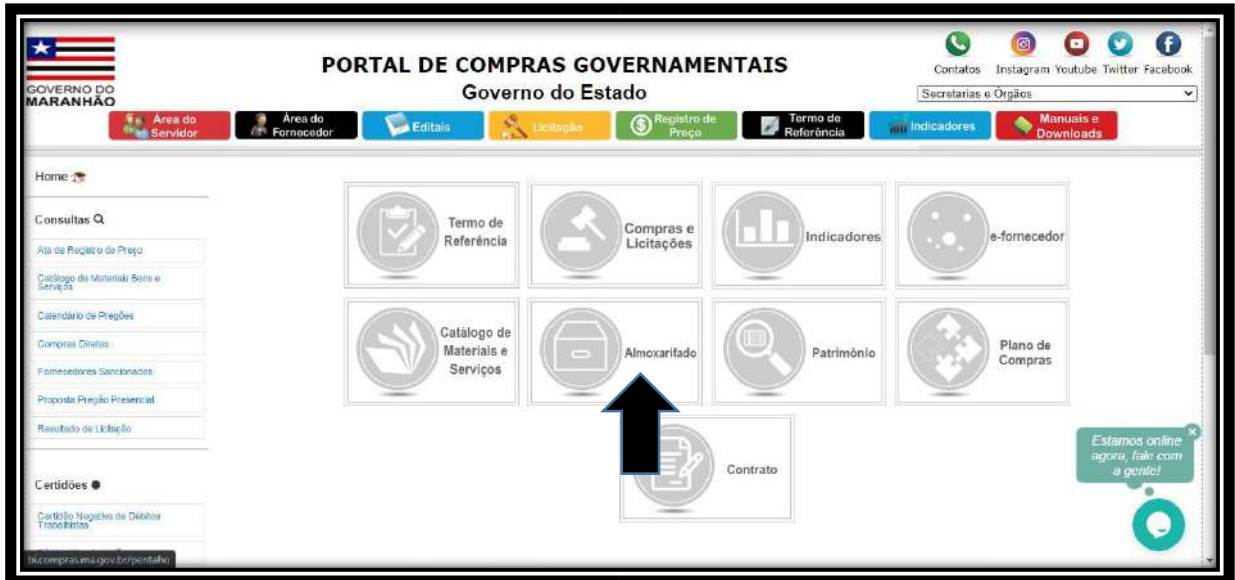 GOVERNO DO
MARANHÃO
PORTAL DE COMPRAS GOVERNAMENTAIS
Governo do Estado
Contatos Instagram Youtube Twitter Facebook
Secretarias e Órgãos
Área do
Servidor
Área do
Fornecedor
Editais
Licitação
Registro de
Preço
Termo de
Referência
Indicadores
Manuais e
Downloads
Home
Consultas
Ata de Registro de Preço
Catálogo de Materiais Bens e
Serviços
Calendário de Pregões
Compras Diretas
Fornecedores Sancionados
Proposta Pregão Presencial
Resultado de Licitação
Certidões
Certidão Negativa de Débitos
Trabalhistas
bi.compras.ma.gov.br/pentaho
Termo de
Referência
Compras e
Licitações
Indicadores
e-fornecedor
Catálogo de
Materiais e
Serviços
Almoxarifado
Patrimônio
Plano de
Compras
Contrato
Estamos online
agora, fale com
a gente!